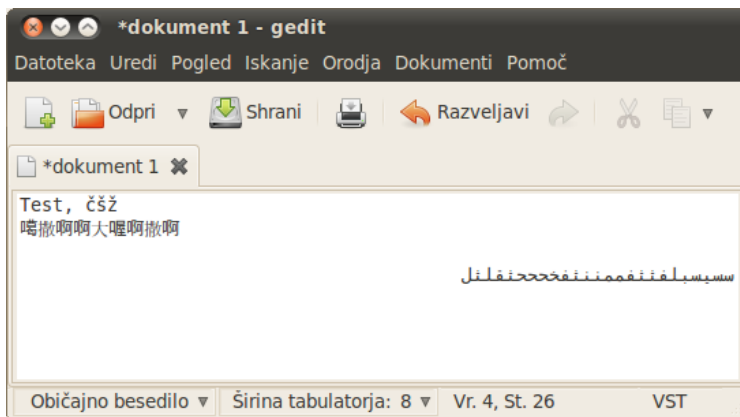 *dokument 1 - gedit
Datoteka Uredi Pogled Iskanje Orodja Dokumenti Pomoč
Odpri Shrani Razveljavi
*dokument 1
Test, čšž
噶撒啊啊大喔啊撒啊
سسيسبلفثثفممننثفخححثقلثل
Običajno besedilo Širina tabulatorja: 8 Vr. 4, St. 26 VST